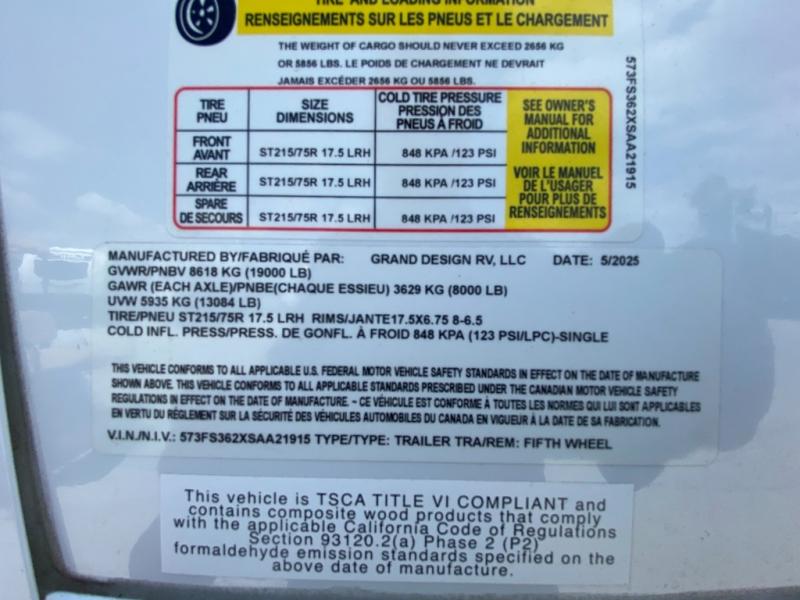 TIRE AND LOADING INFORMATION
RENSEIGNEMENTS SUR LES PNEUS ET LE CHARGEMENT
THE WEIGHT OF CARGO SHOULD NEVER EXCEED 2656 KG
OR 5856 LBS. LE POIDS DE CHARGEMENT NE DEVRAIT
JAMAIS EXCÉDER 2656 KG OU 5856 LBS.
TIRE PNEU SIZE DIMENSIONS COLD TIRE PRESSURE PRESSION DES PNEUS À FROID
FRONT AVANT ST215/75R 17.5 LRH 848 KPA /123 PSI
REAR ARRIÈRE ST215/75R 17.5 LRH 848 KPA /123 PSI
SPARE DE SECOURS ST215/75R 17.5 LRH 848 KPA /123 PSI
SEE OWNER'S
MANUAL FOR
ADDITIONAL
INFORMATION
VOIR LE MANUEL
DE L'USAGER
POUR PLUS DE
RENSEIGNEMENTS
573FS362XSAA21915
MANUFACTURED BY/FABRIQUÉ PAR: GRAND DESIGN RV, LLC DATE: 5/2025
GVWR/PNBV 8618 KG (19000 LB)
GAWR (EACH AXLE)/PNBE(CHAQUE ESSIEU) 3629 KG (8000 LB)
UVW 5935 KG (13084 LB)
TIRE/PNEU ST215/75R 17.5 LRH RIMS/JANTE17.5X6.75 8-6.5
COLD INFL. PRESS/PRESS. DE GONFL. À FROID 848 KPA (123 PSI/LPC)-SINGLE
THIS VEHICLE CONFORMS TO ALL APPLICABLE U.S. FEDERAL MOTOR VEHICLE SAFETY STANDARDS IN EFFECT ON THE DATE OF MANUFACTURE
SHOWN ABOVE. THIS VEHICLE CONFORMS TO ALL APPLICABLE STANDARDS PRESCRIBED UNDER THE CANADIAN MOTOR VEHICLE SAFETY
REGULATIONS IN EFFECT ON THE DATE OF MANUFACTURE. ~ CE VÉHICULE EST CONFORME À TOUTES LES NORMES QUI LUI SONT APPLICABLES
EN VERTU DU RÉGLEMENT SUR LA SÉCURITÉ DES VÉHICULES AUTOMOBILES DU CANADA EN VIGUEUR À LA DATE DE SA FABRICATION.
V.I.N./N.I.V.: 573FS362XSAA21915 TYPE/TYPE: TRAILER TRA/REM: FIFTH WHEEL
This vehicle is TSCA TITLE VI COMPLIANT and
contains composite wood products that comply
with the applicable California Code of Regulations
Section 93120.2(a) Phase 2 (P2)
formaldehyde emission standards specified on the
above date of manufacture.